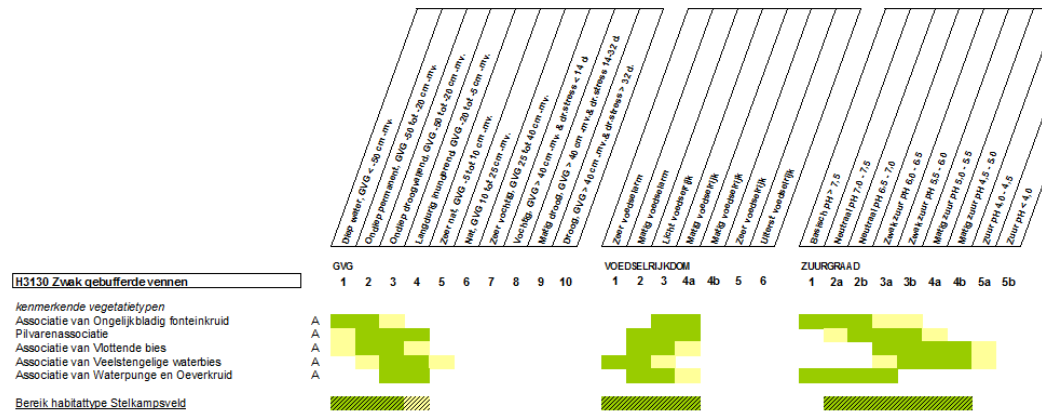 Diep water, GVG < -50 cm -mv.
Ondiep permanent, GVG -50 tot -20 cm -mv.
Ondiep droogvallend, GVG -50 tot -20 cm -mv.
Langdurig inunderend, GVG -20 tot -5 cm -mv.
Zeer nat, GVG -5 tot 10 cm -mv.
Nat, GVG 10 tot 25 cm -mv.
Zeer vochtig, GVG 25 tot 40 cm -mv.
Vochtig, GVG > 40 cm -mv. & dr.stress < 14 d
Matig droog, GVG > 40 cm -mv. & dr.stress 14-32 d.
Droog, GVG > 40 cm -mv. & dr.stress > 32 d.
Zeer voedselarm
Matig voedselarm
Licht voedselrijk
Matig voedselrijk
Matig voedselrijk
Zeer voedselrijk
Uiterst voedselrijk
Basisch pH > 7.5
Neutraal pH 7.0 - 7.5
Neutraal pH 6.5 - 7.0
Zwak zuur pH 6.0 - 6.5
Zwak zuur pH 5.5 - 6.0
Matig zuur pH 5.0 - 5.5
Matig zuur pH 4.5 - 5.0
Zuur pH 4.0 - 4.5
Zuur pH < 4.0
GVG VOEDSELRIJKDOM ZUURGRAAD
H3130 Zwak gebufferde vennen 1 2 3 4 5 6 7 8 9 10 1 2 3 4a 4b 5 6 1 2a 2b 3a 3b 4a 4b 5a 5b
kenmerkende vegetatietypen
Associatie van Ongelijkbladig fonteinkruid A
Pilvarenassociatie A
Associatie van Vlottende bies A
Associatie van Veelstengelige waterbies A
Associatie van Waterpunge en Oeverkruid A
Bereik habitattype Stelkampsveld